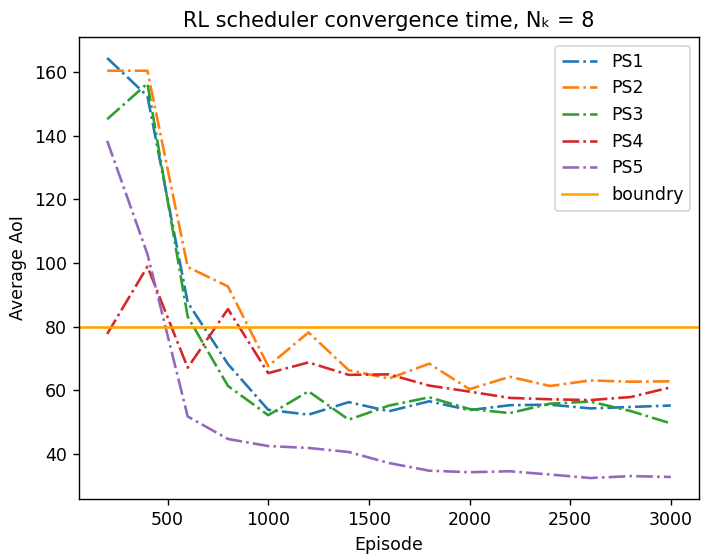 RL scheduler convergence time, Nₖ = 8
PS1
PS2
PS3
PS4
PS5
boundry
Average AoI
160
140
120
100
80
60
40
500
1000
1500
2000
2500
3000
Episode